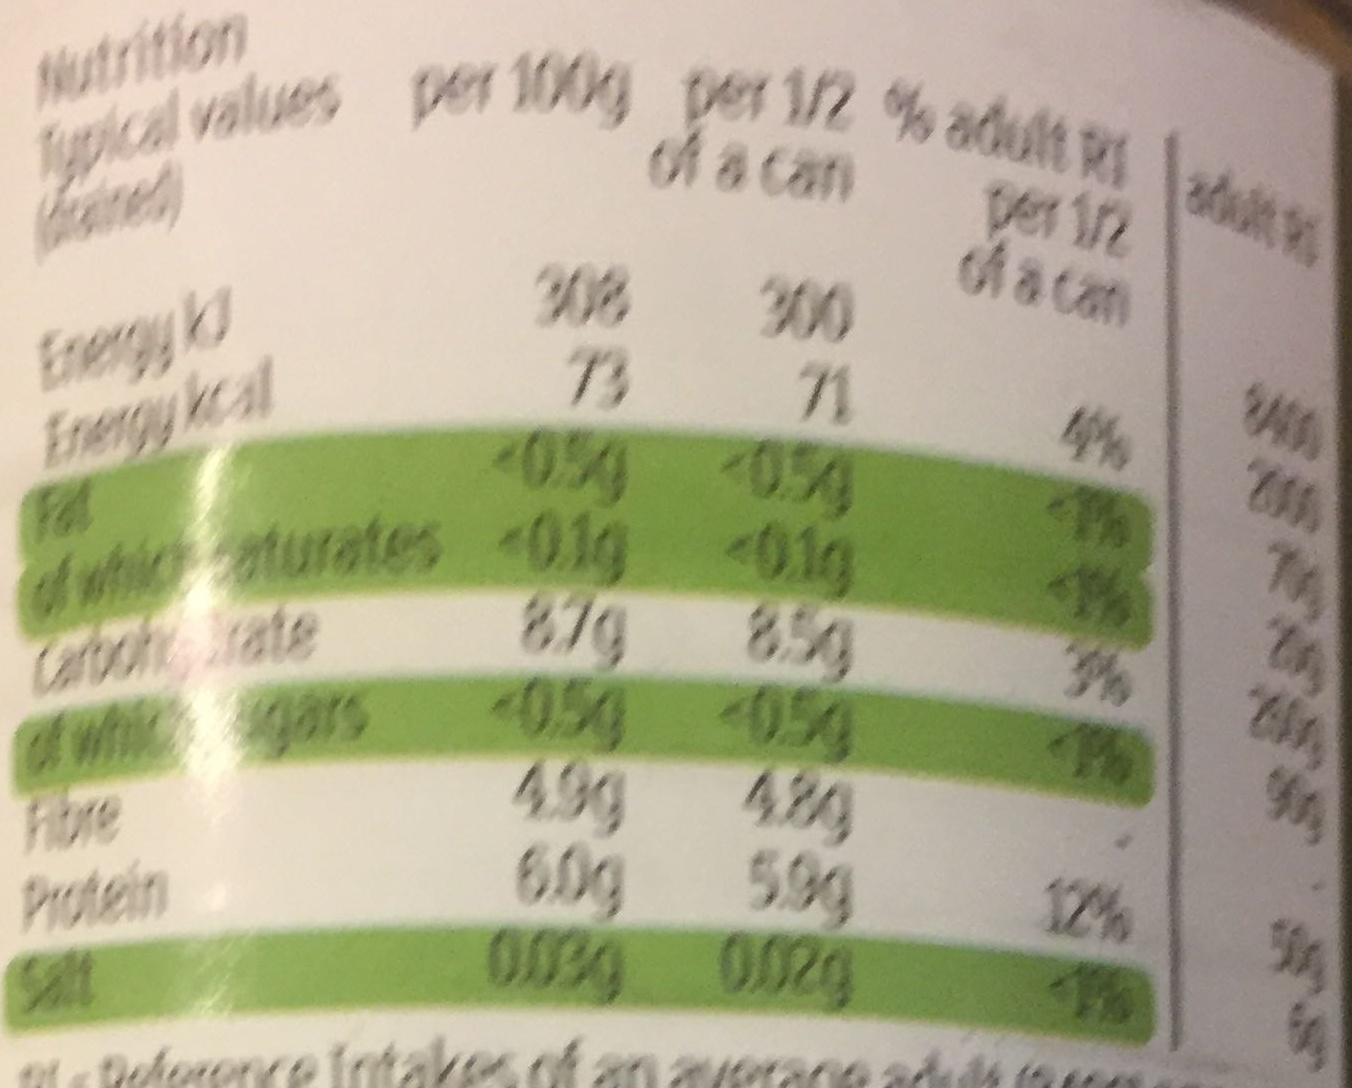 Nutrition
Typical values per 100g per 1/2 % adult RI adult RI
(drained) of a can per 1/2
of a can
Energy kJ 308 300 8400
Energy kcal 73 71 4% 2000
Fat <0.5g <0.5g <1% 70g
of which saturates <0.1g <0.1g <1% 20g
Carbohydrate 8.7g 8.5g 3% 260g
of which sugars <0.5g <0.5g <1% 90g
Fibre 4.9g 4.8g - -
Protein 6.0g 5.9g 12% 50g
Salt 0.03g 0.02g <1% 6g
RI = Reference Intakes of an average adult